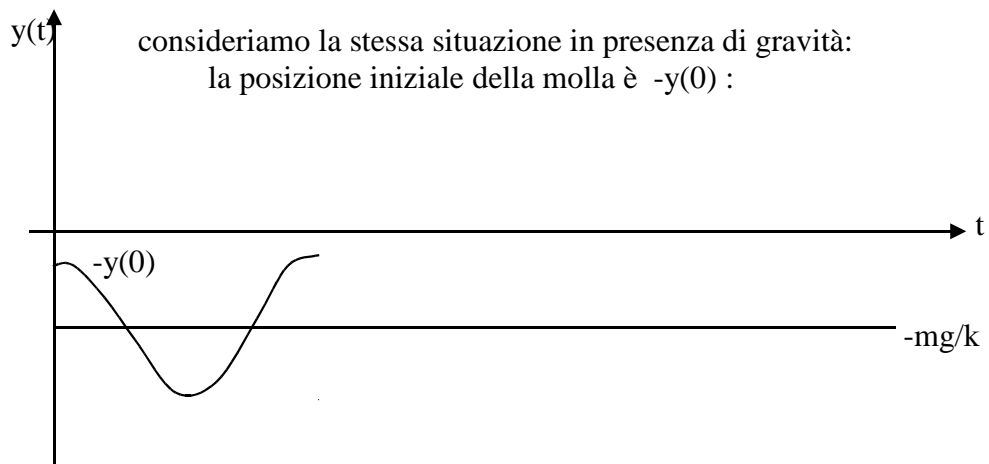 y(t)
consideriamo la stessa situazione in presenza di gravità:
la posizione iniziale della molla è -y(0) :
t
-y(0)
-mg/k